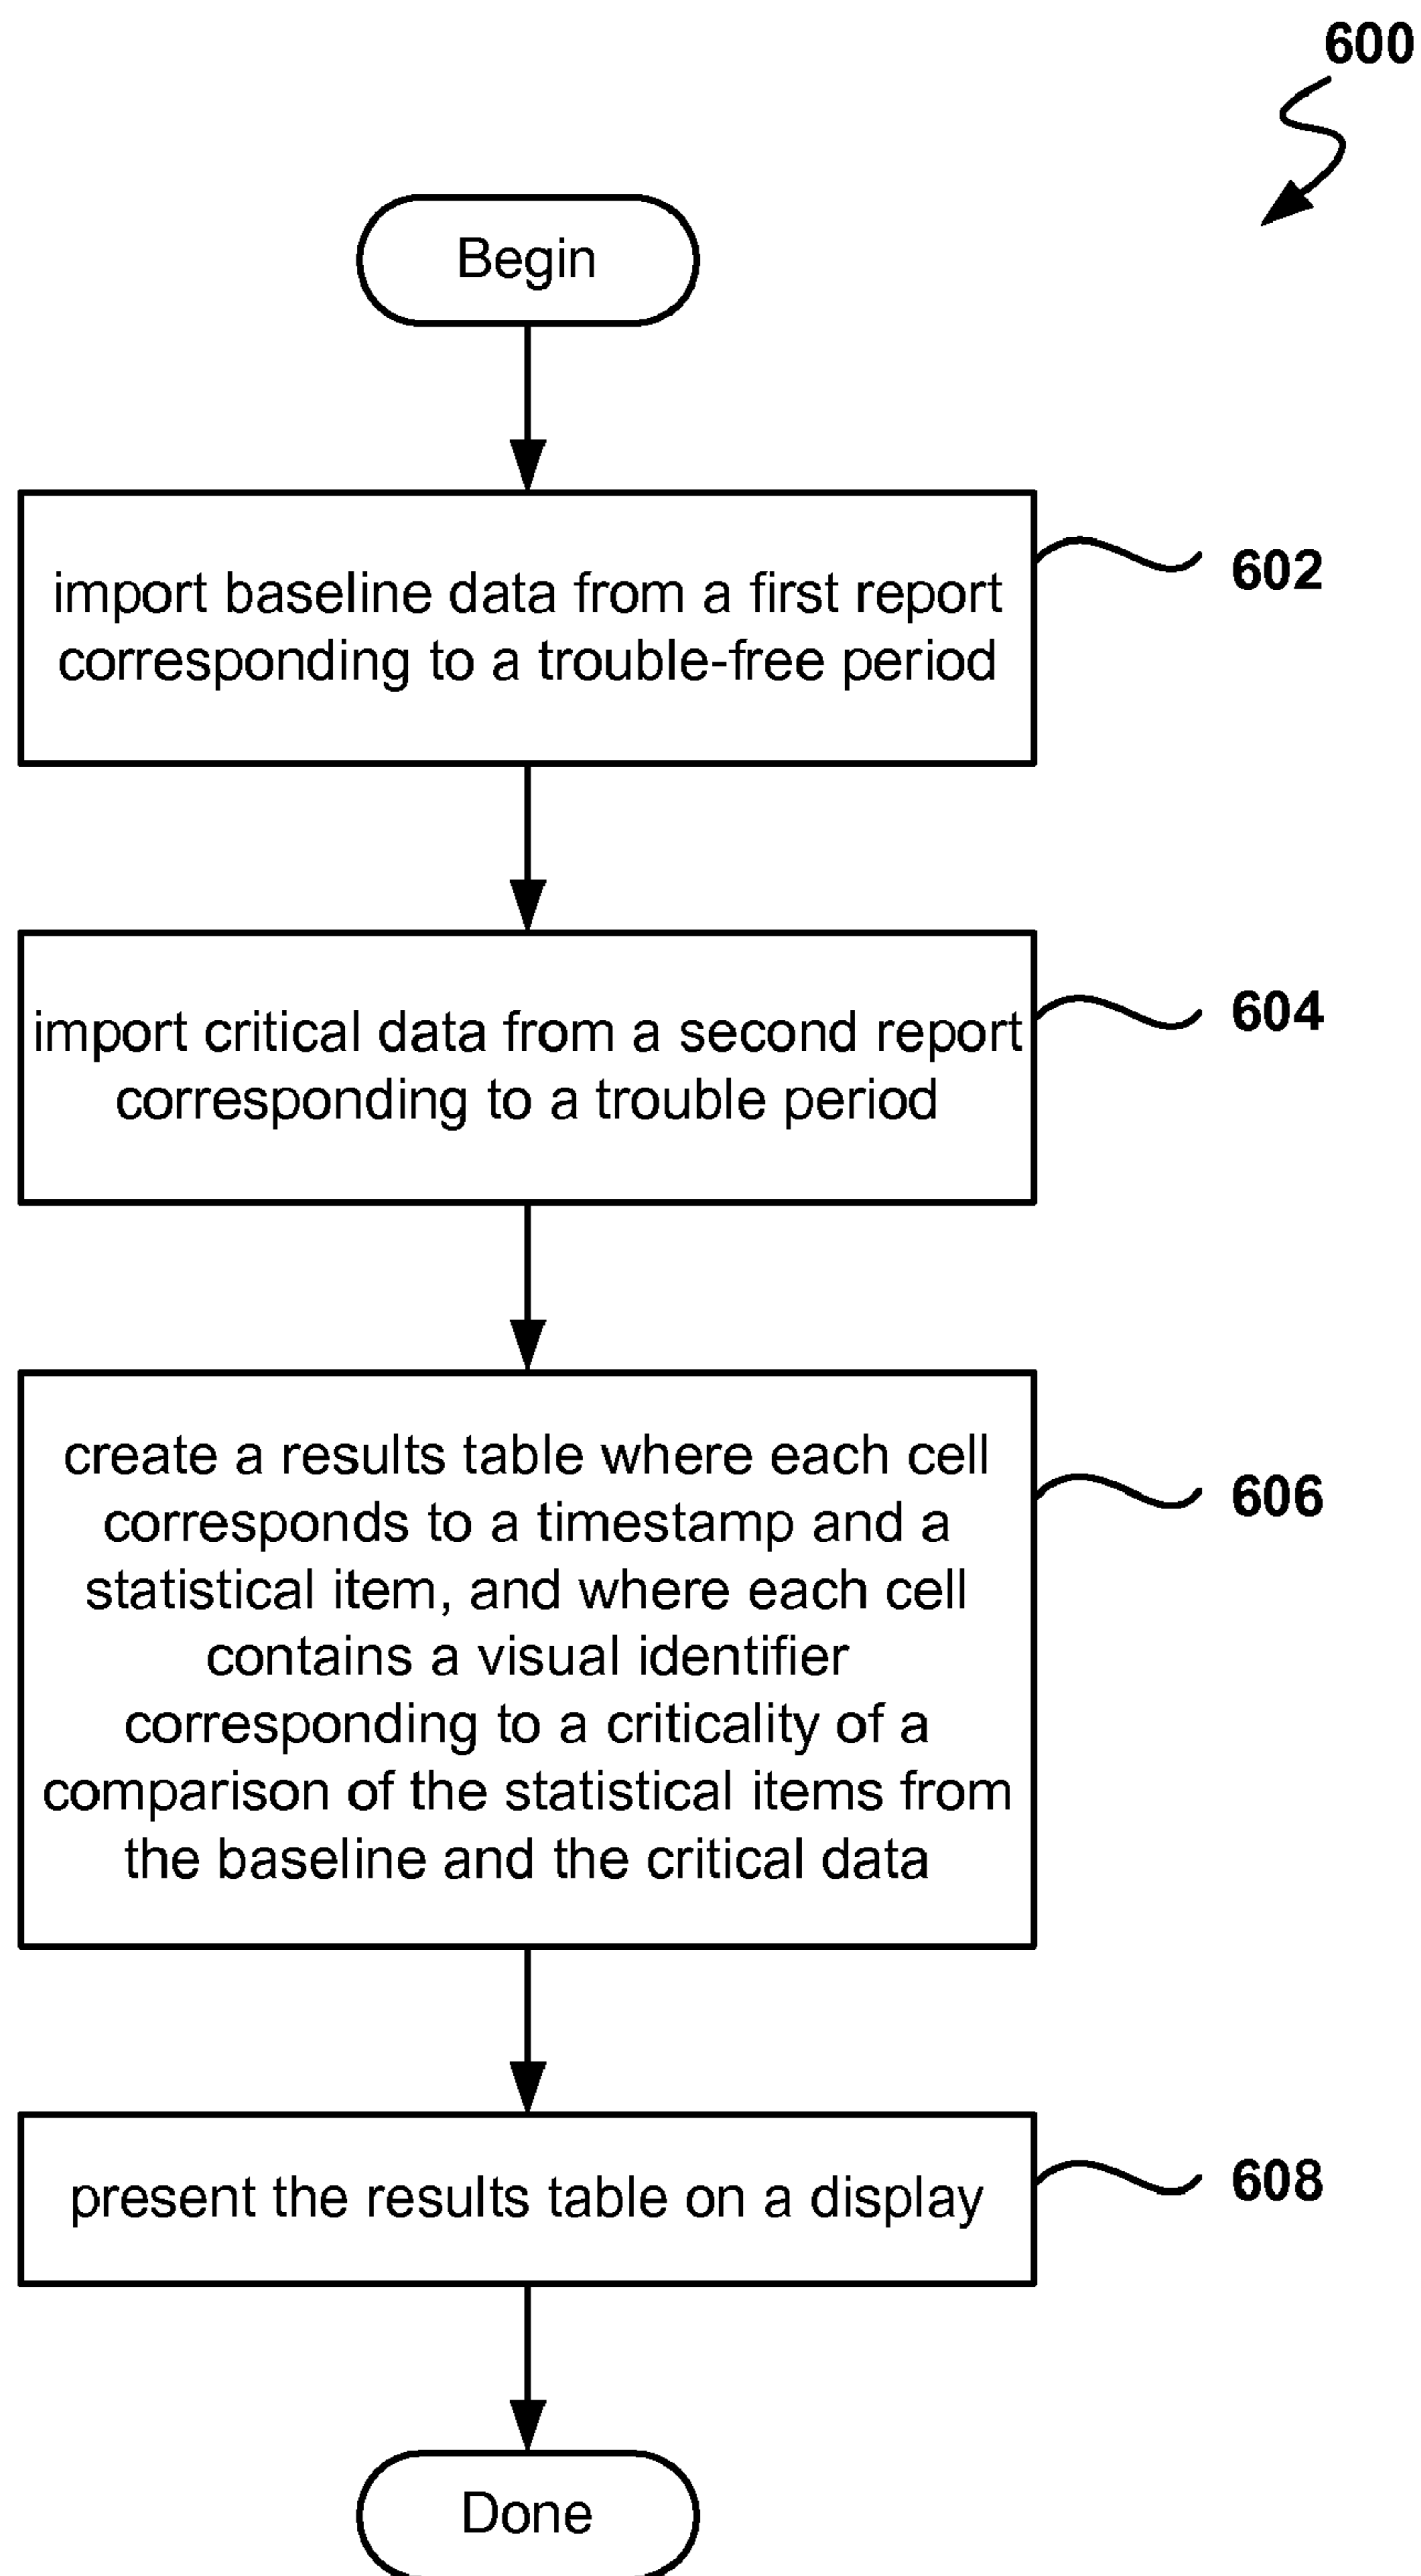 600
Begin
import baseline data from a first report
corresponding to a trouble-free period
602
import critical data from a second report
corresponding to a trouble period
604
create a results table where each cell
corresponds to a timestamp and a
statistical item, and where each cell
contains a visual identifier
corresponding to a criticality of a
comparison of the statistical items from
the baseline and the critical data
606
present the results table on a display
608
Done